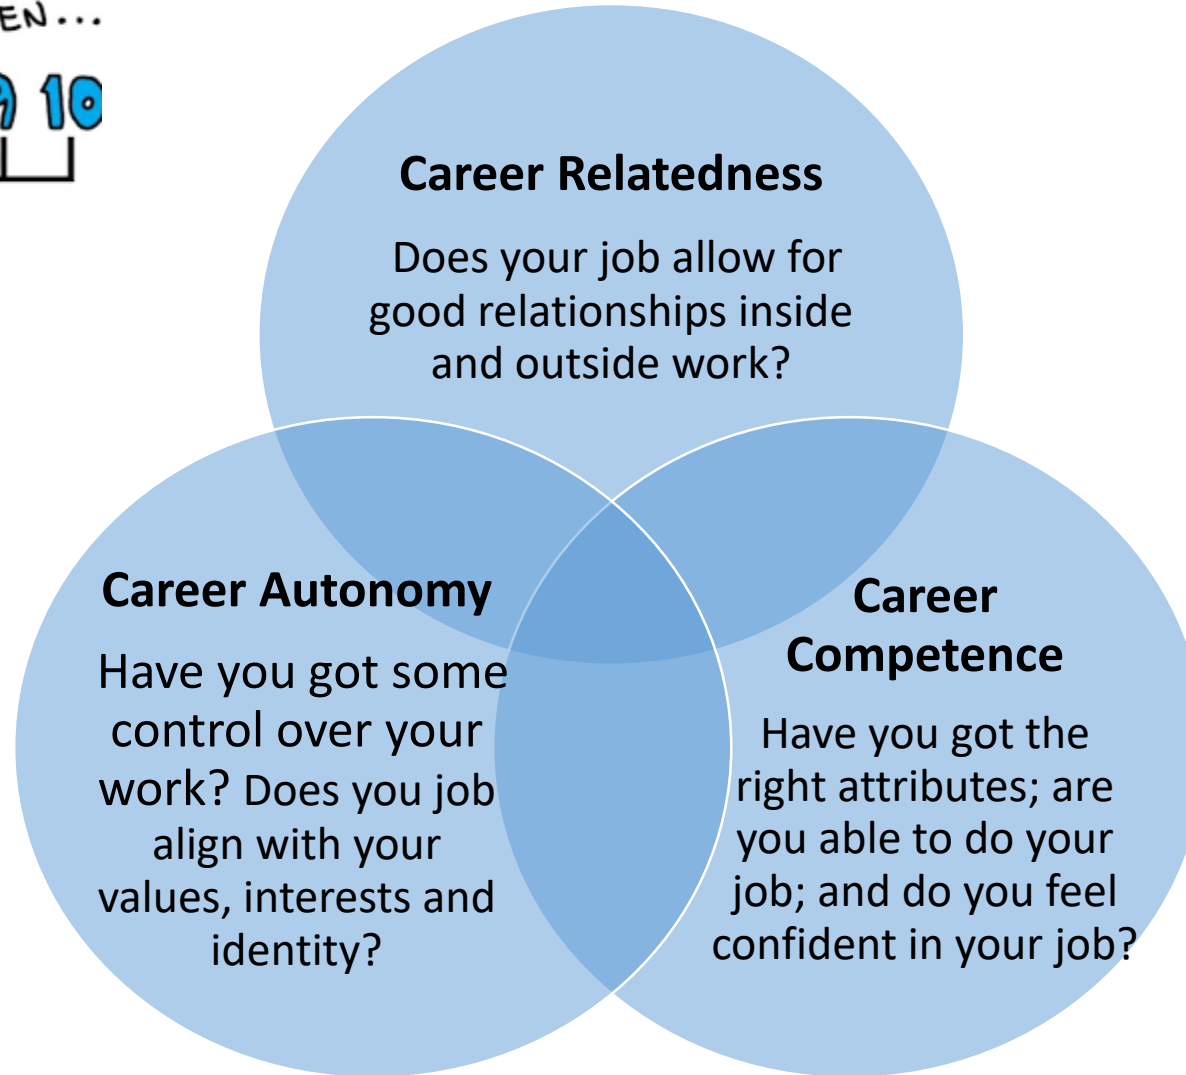 EN...
10
Career Relatedness
Does your job allow for
good relationships inside
and outside work?
Career Autonomy
Have you got some
control over your
work? Does you job
align with your
values, interests and
identity?
Career
Competence
Have you got the
right attributes; are
you able to do your
job; and do you feel
confident in your job?